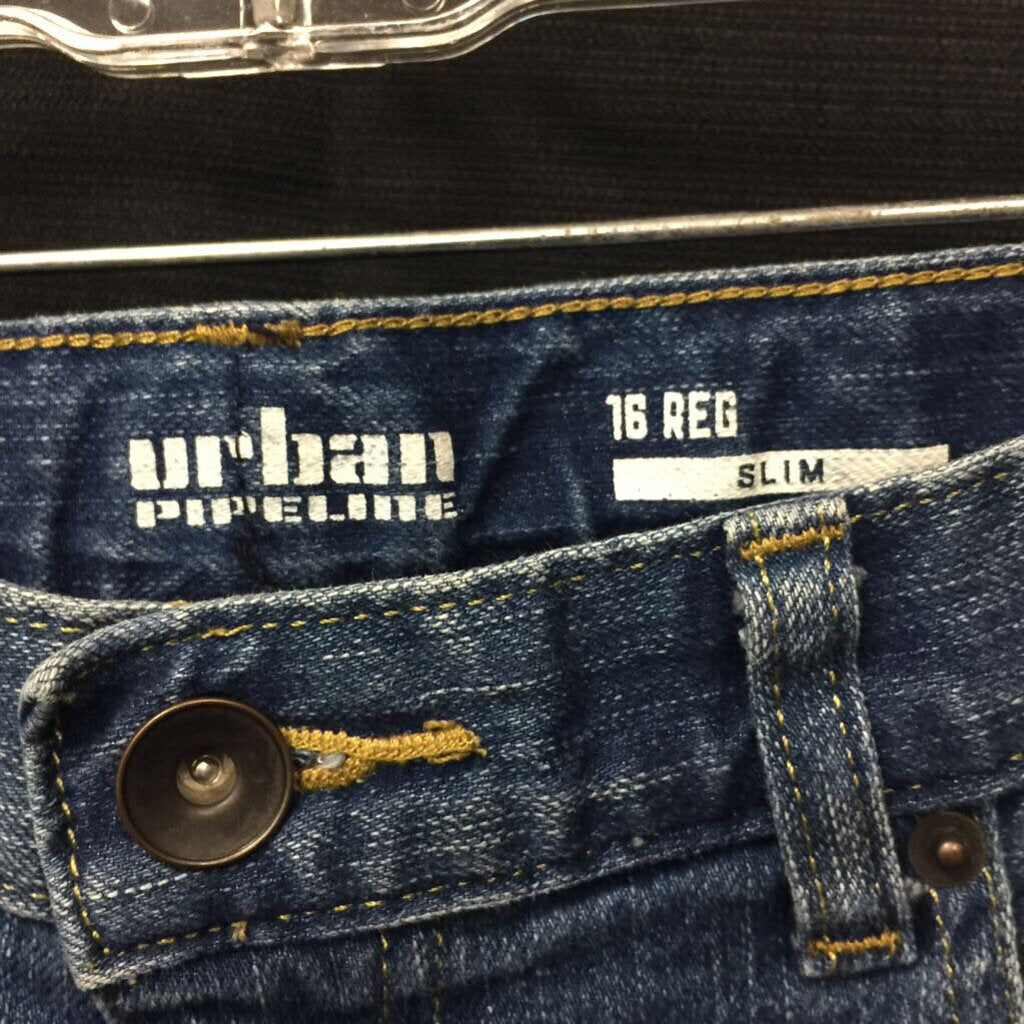 urban
PIPELINE
16 REG
SLIM